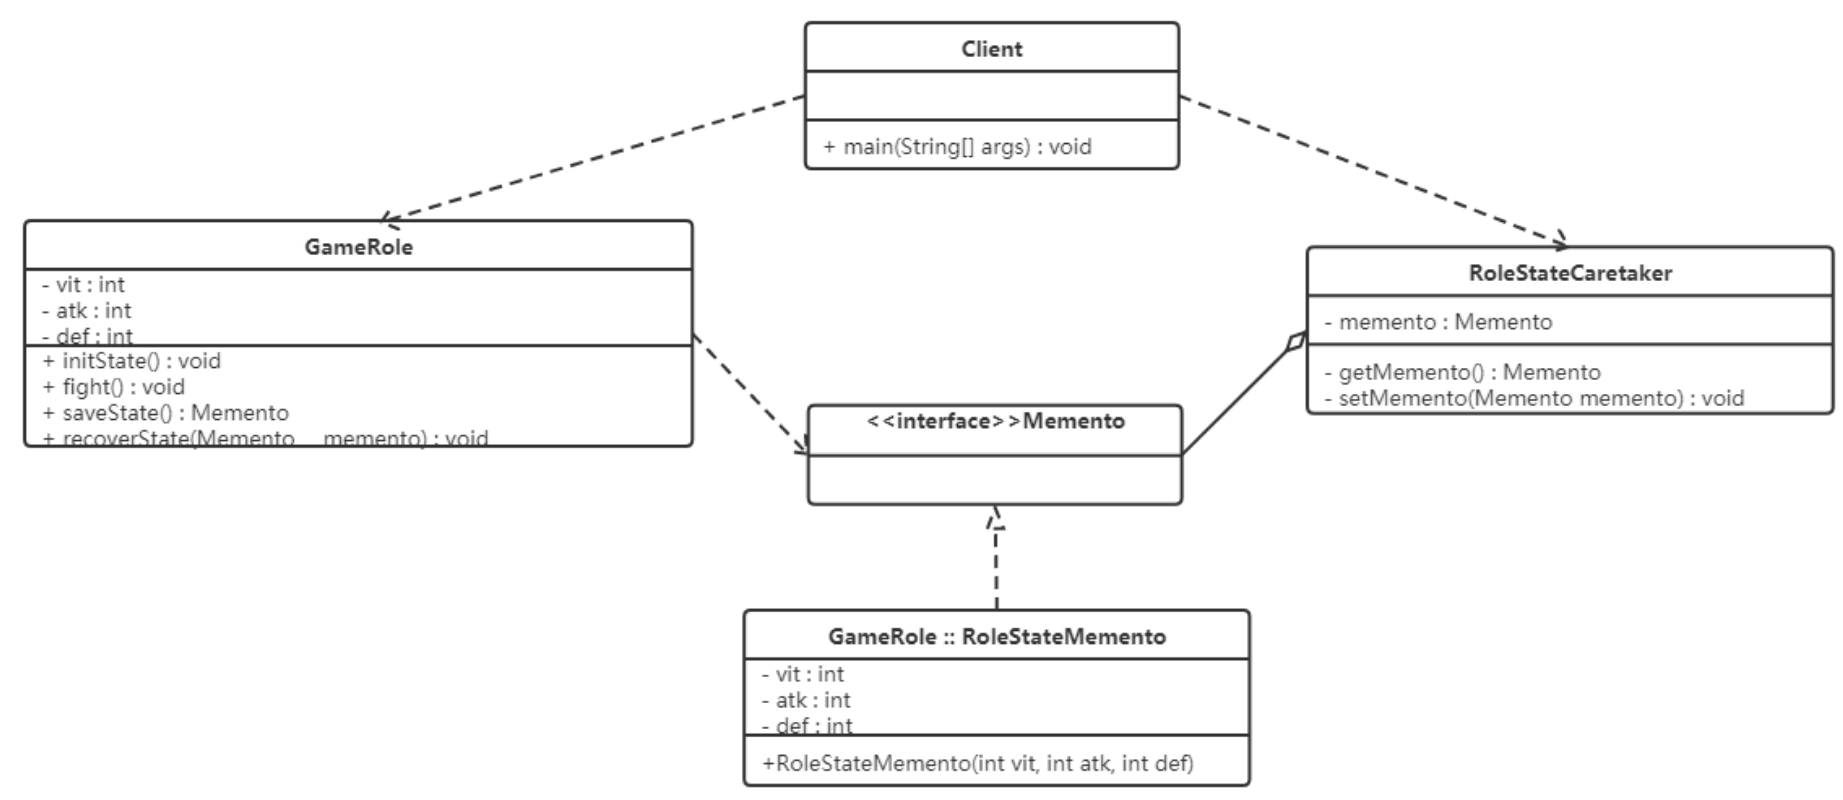 Client
+ main(String[] args) : void
GameRole
- vit : int
- atk : int
- def : int
+ initState() : void
+ fight() : void
+ saveState() : Memento
+ recoverState(Memento memento) : void
RoleStateCaretaker
- memento : Memento
- getMemento() : Memento
- setMemento(Memento memento) : void
<<interface>>Memento
GameRole :: RoleStateMemento
- vit : int
- atk : int
- def : int
+RoleStateMemento(int vit, int atk, int def)